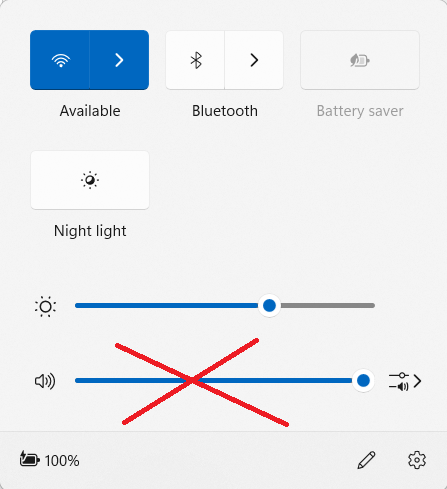 Available
Bluetooth
Battery saver
Night light
100%